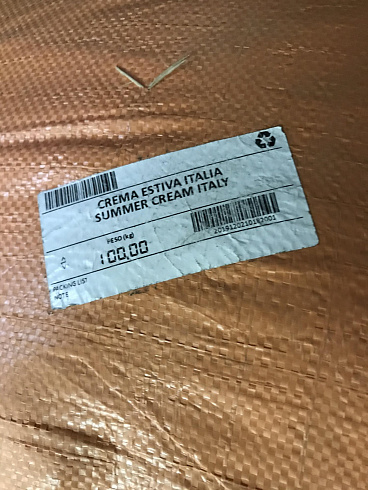 CREMA ESTIVA ITALIA
SUMMER CREAM ITALY
PESO (kg)
100,00
PACKING LIST
NOTE